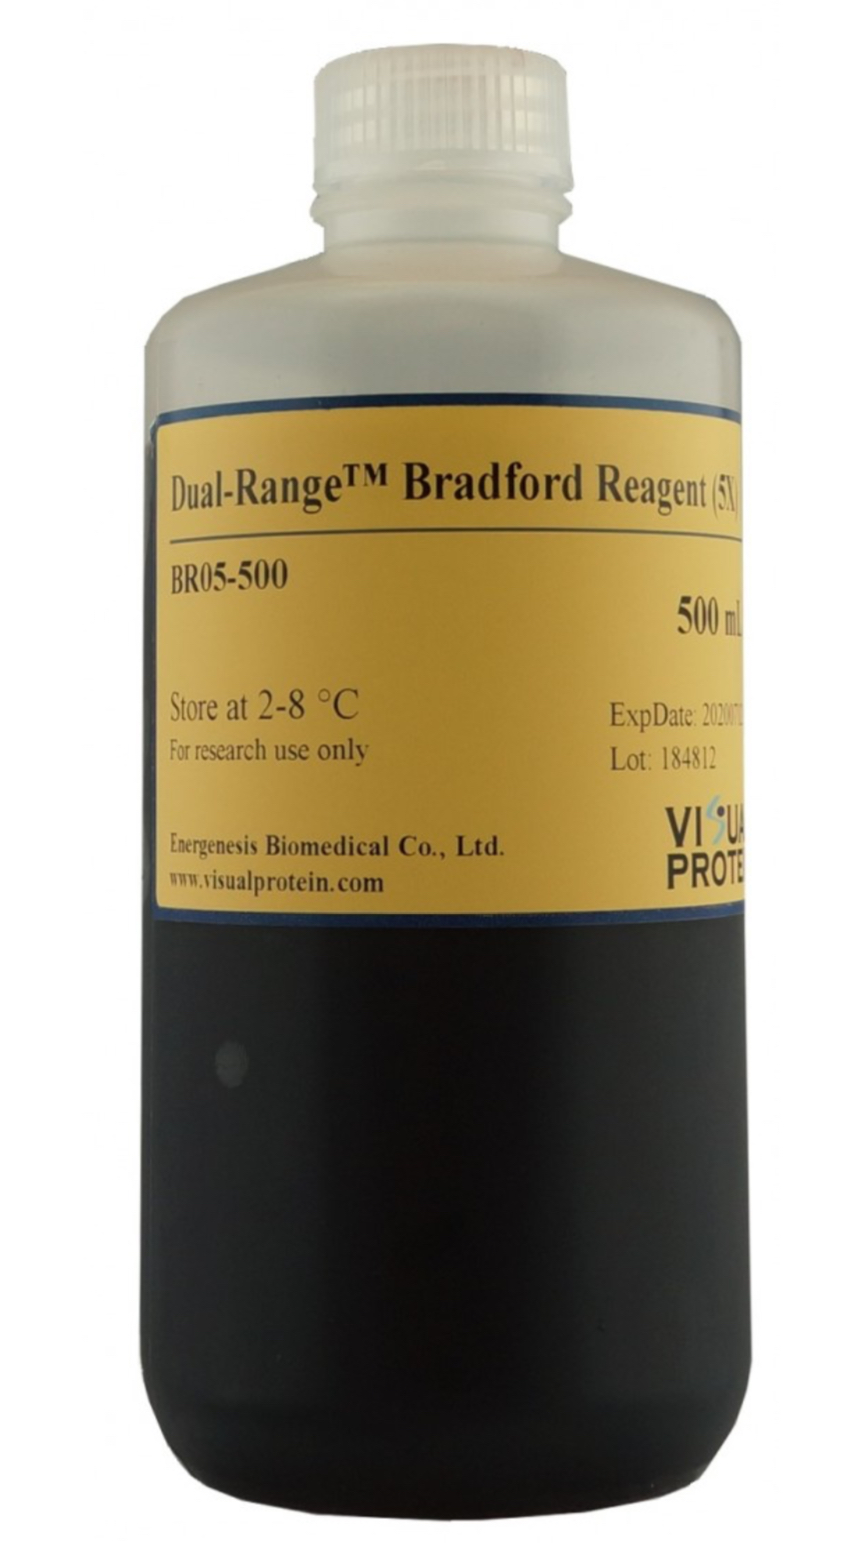 Dual-Range™ Bradford Reagent (5X)
BR05-500
500 mL
Store at 2-8 °C
For research use only
ExpDate:
Lot: 184812
Energenesis Biomedical Co., Ltd.
www.visualprotein.com